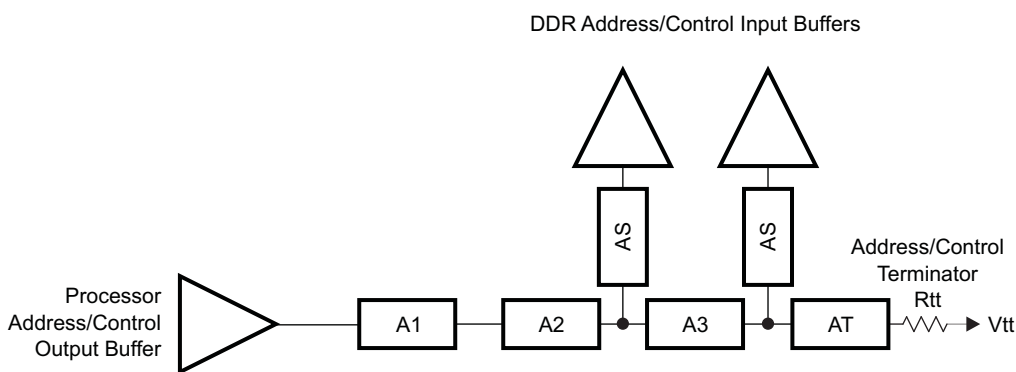 DDR Address/Control Input Buffers
AS
AS
Processor
Address/Control
Output Buffer
A1
A2
A3
AT
Address/Control
Terminator
Rtt
Vtt